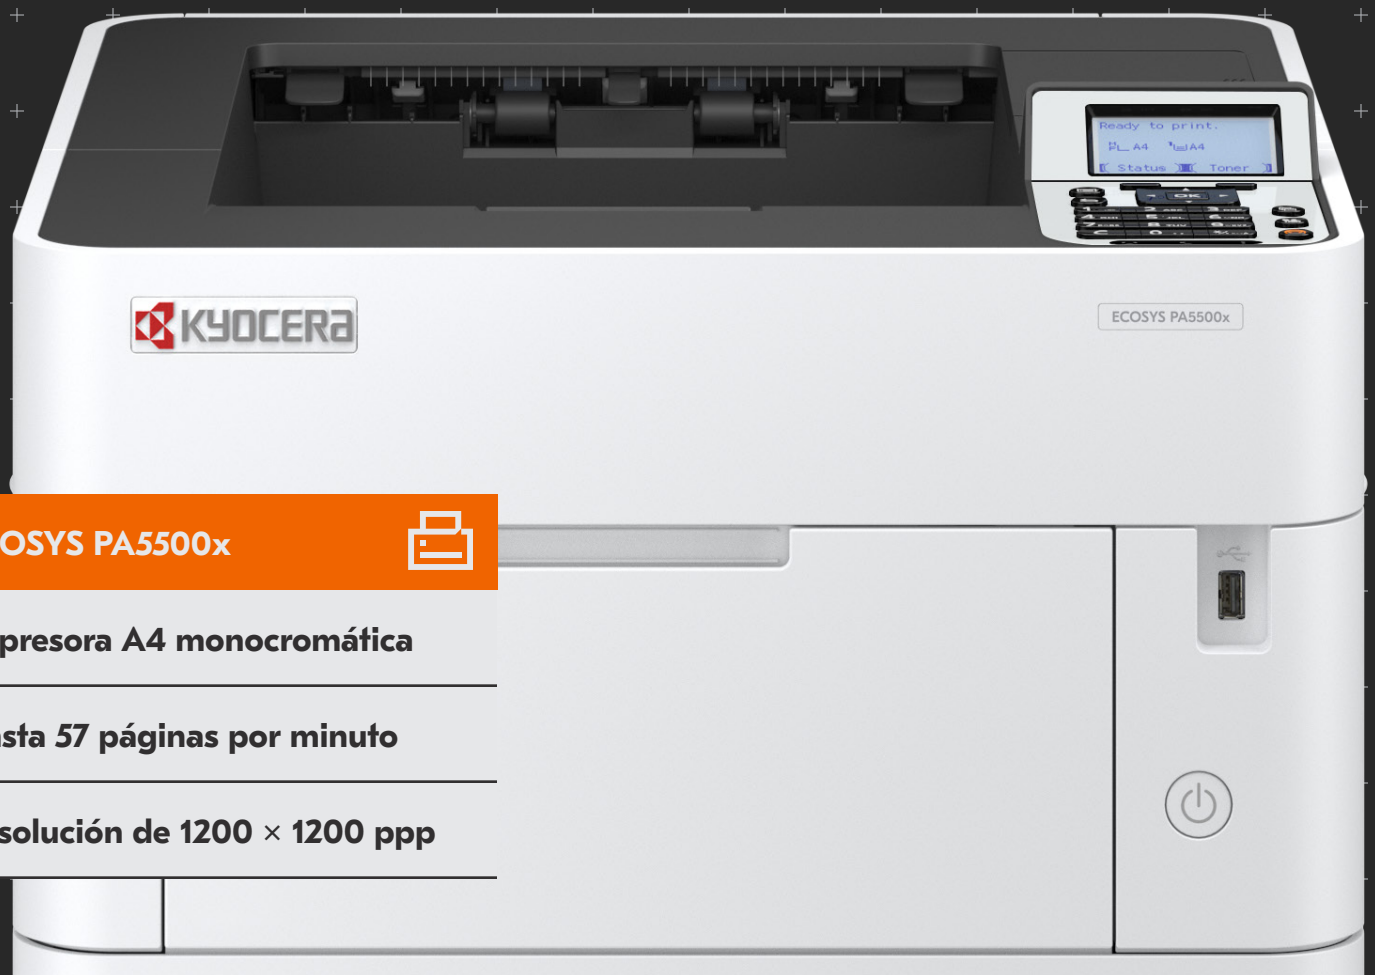 Ready to print.
A4 A4
Status Toner
OK
KYOCERA
ECOSYS PA5500x
OSYS PA5500x
presora A4 monocromática
sta 57 páginas por minuto
solución de 1200 × 1200 ppp